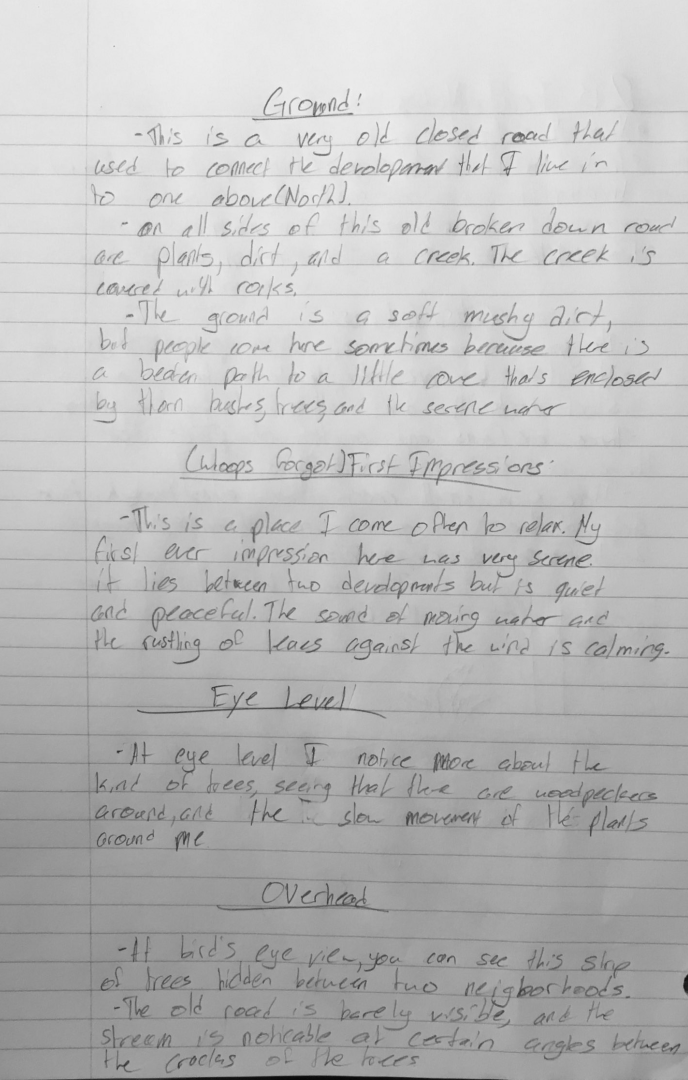 Ground:
-This is a very old closed road that
used to connect the development that I live in
to one above(North).
- on all sides of this old broken down road
are plants, dirt, and a creek. The creek is
covered with rocks.
-The ground is a soft mushy dirt,
but people come here sometimes because there is
a beaten path to a little cove thats enclosed
by thorn bushes, trees, and the serene water
(Whoops forgot) First Impressions
-This is a place I come often to relax. My
first ever impression here was very serene.
it lies between two developments but is quiet
and peaceful. The sound of moving water and
the rustling of leaes against the wind is calming.
Eye Level
-At eye level I notice more about the
kind of trees, seeing that there are woodpeckers
around, and the slow movement of the plants
around me
Overhead
-At bird's eye view, you can see this strip
of trees hidden between two neigborhoods.
-The old road is barely visible, and the
stream is noticable at certain angles between
the of the trees